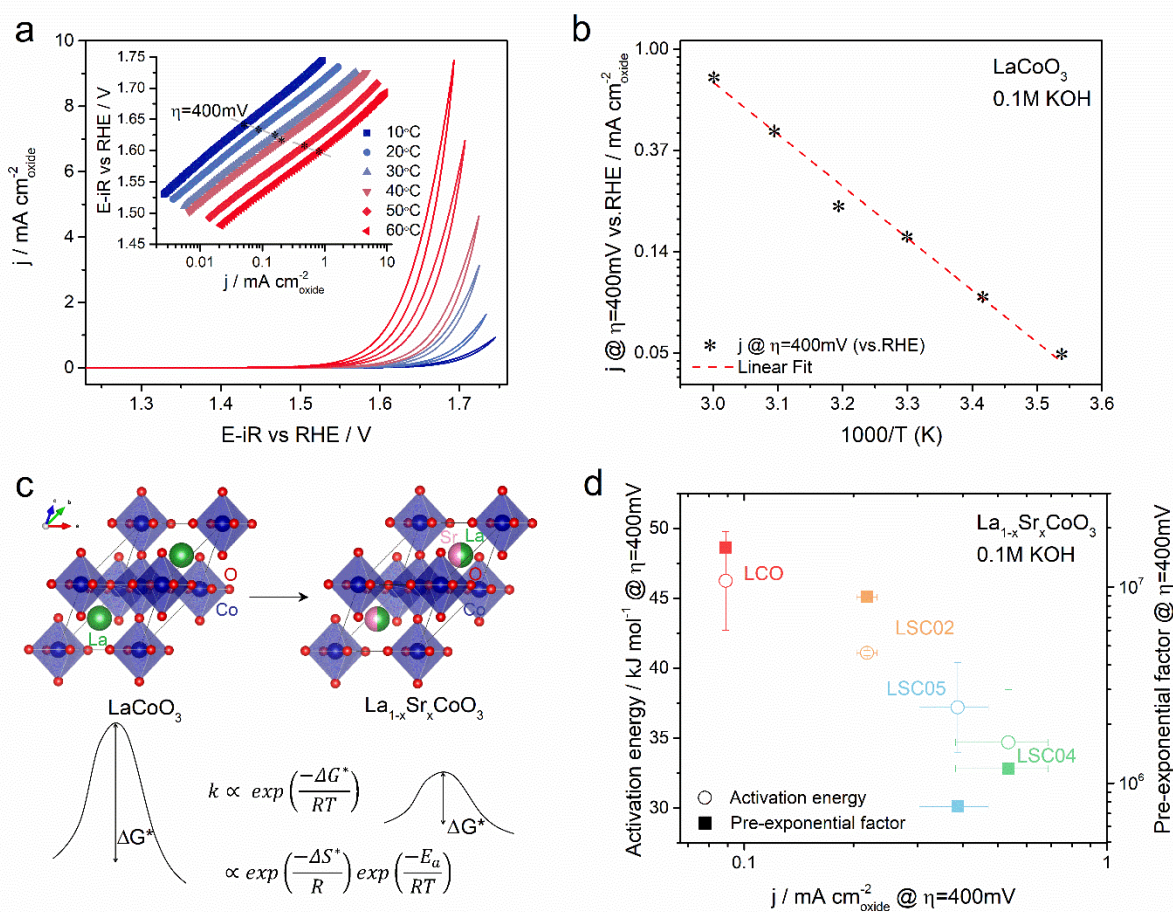 a
10
8
6
4
2
0
j / mA cm⁻²oxide
1.3
1.4
1.5
1.6
1.7
E-iR vs RHE / V
1.75
1.70
1.65
1.60
1.55
1.50
1.45
E-iR vs RHE / V
η=400mV
10°C
20°C
30°C
40°C
50°C
60°C
0.01
0.1
1
10
j / mA cm⁻²oxide
b
1.00
0.37
0.14
0.05
j @ η=400mV vs.RHE / mA cm⁻²oxide
LaCoO₃
0.1M KOH
j @ η=400mV (vs.RHE)
Linear Fit
3.0
3.1
3.2
3.3
3.4
3.5
3.6
1000/T (K)
c
La
O
Co
Sr
La
O
Co
LaCoO₃
La₁₋ₓSrₓCoO₃
ΔG*
k ∝ exp(−ΔG*/RT)
∝ exp(−ΔS*/R) exp(−Eₐ/RT)
ΔG*
d
50
45
40
35
30
Activation energy / kJ mol⁻¹ @ η=400mV
La₁₋ₓSrₓCoO₃
0.1M KOH
LCO
LSC02
LSC05
LSC04
Activation energy
Pre-exponential factor
10⁷
10⁶
Pre-exponential factor @ η=400mV
0.1
1
j / mA cm⁻²oxide @ η=400mV